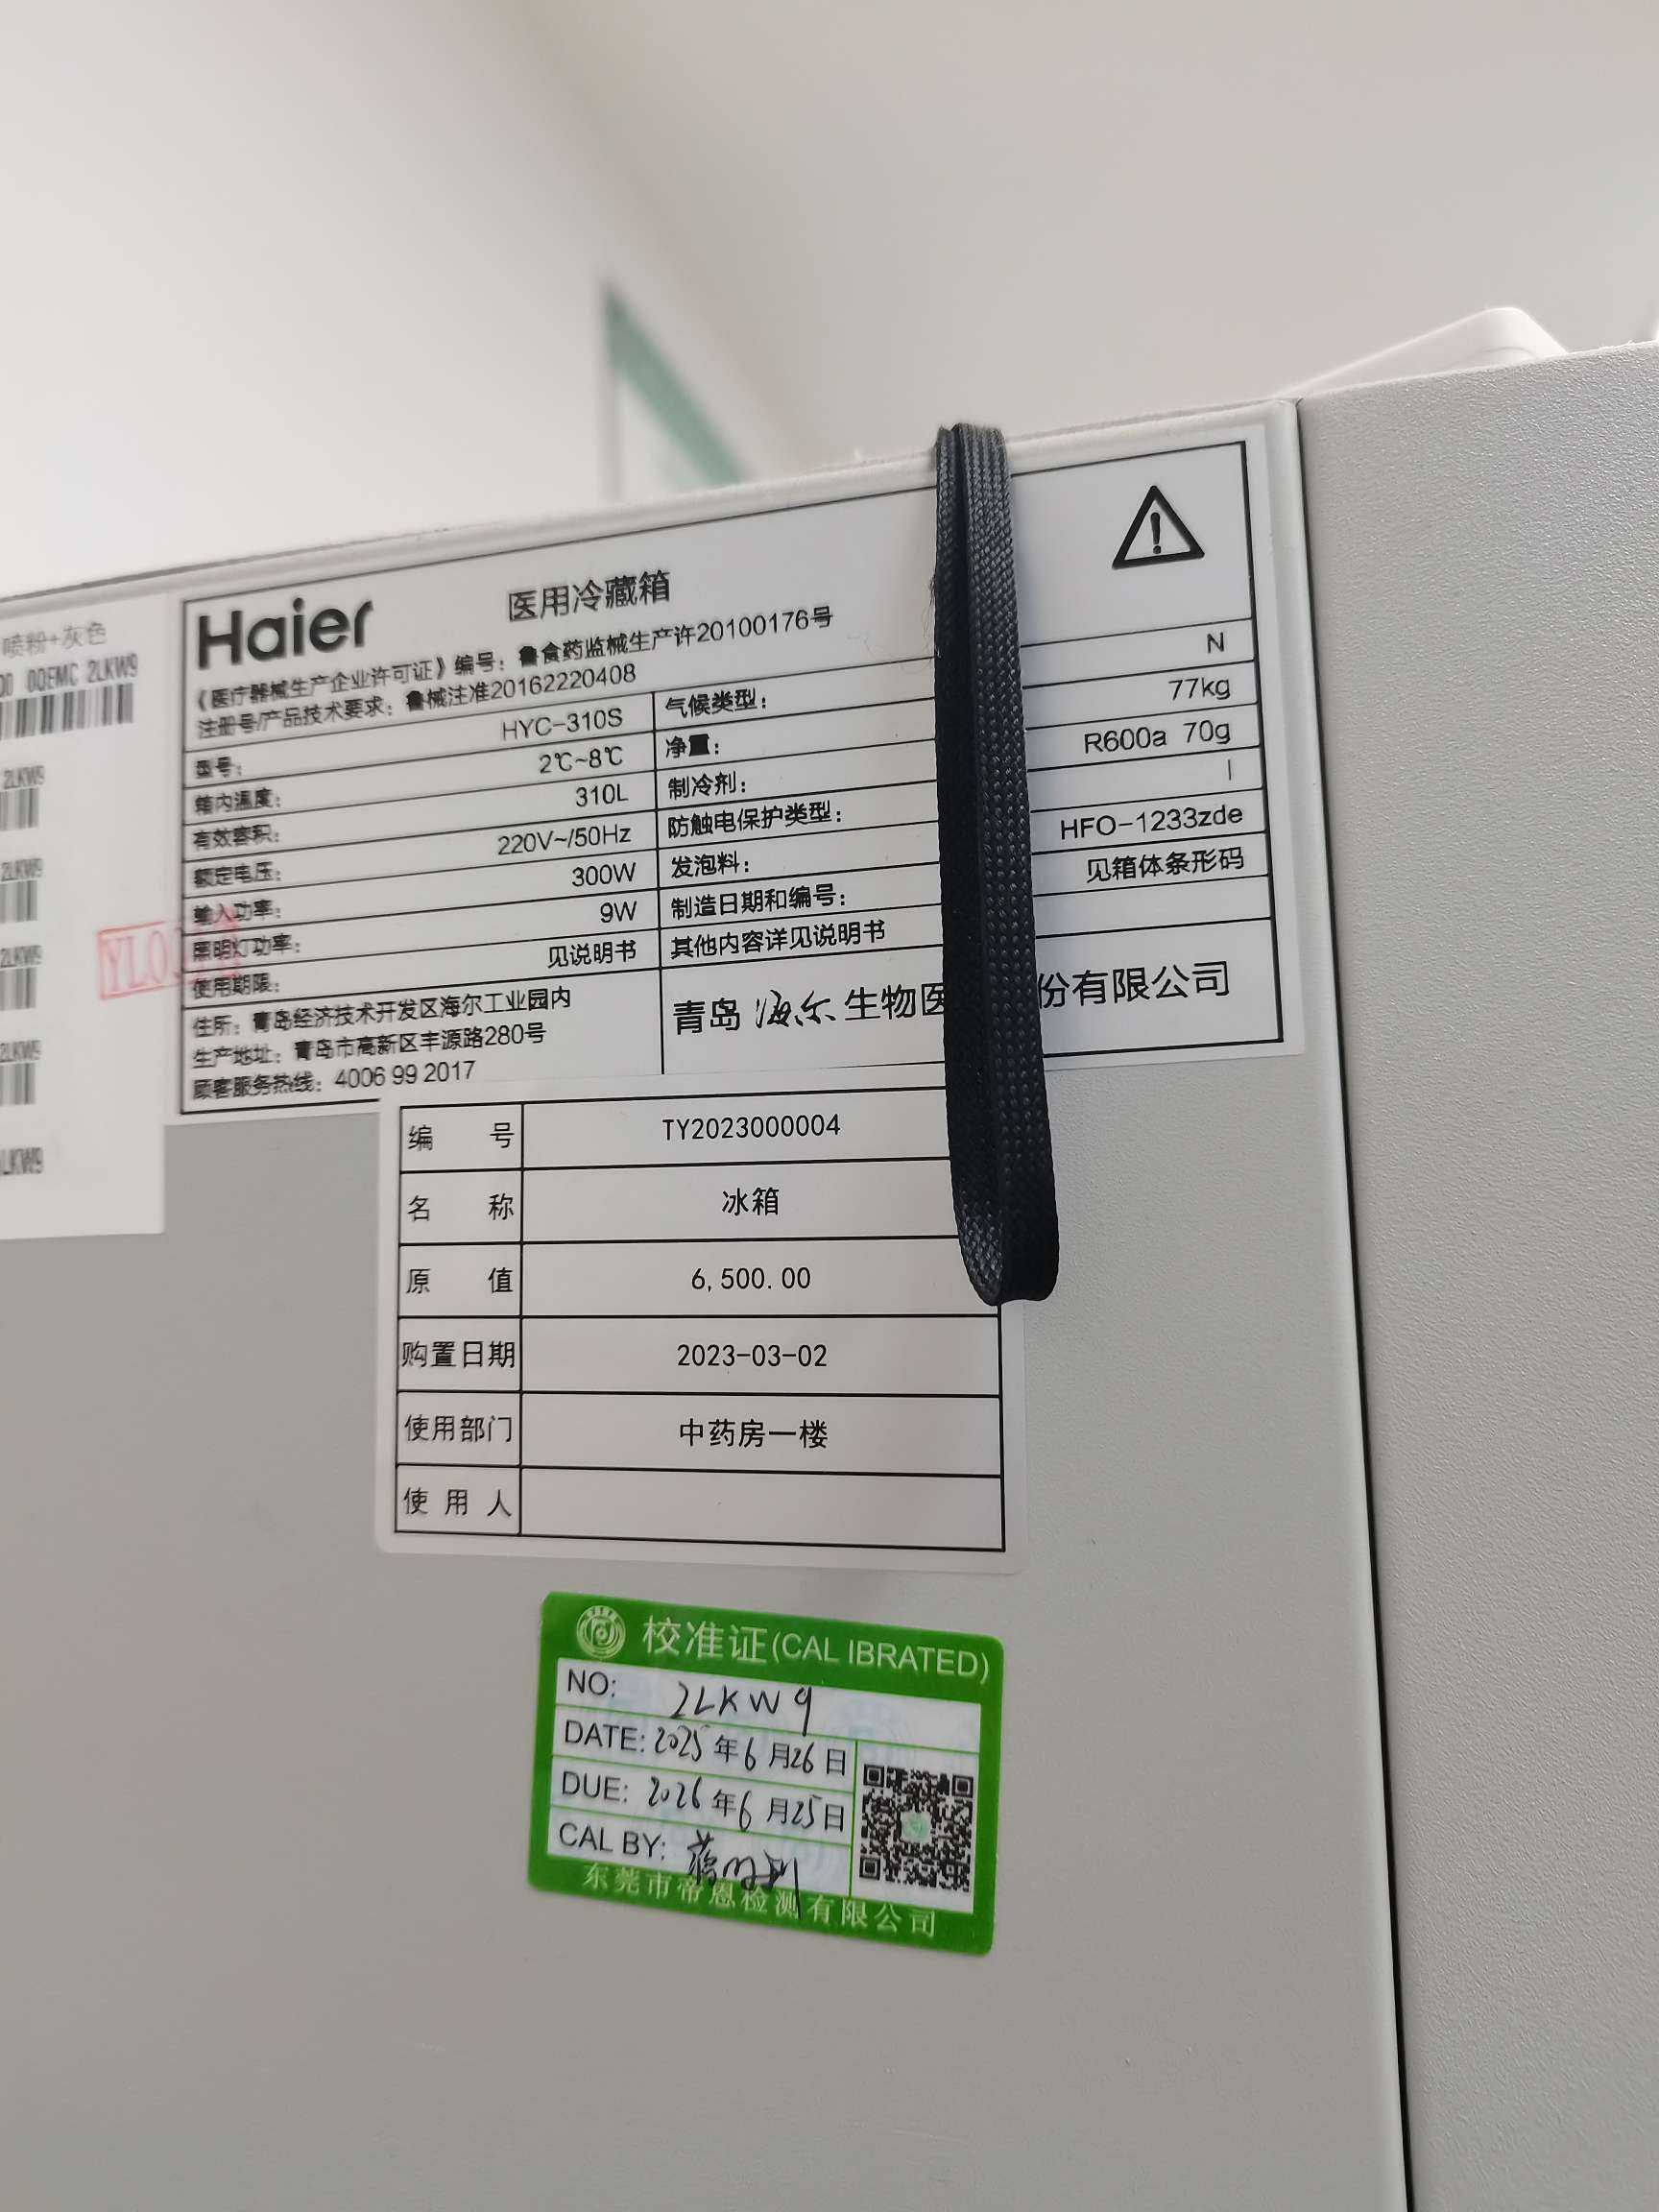 喷粉+灰色
00 0QEMC 2LKW9
2LKW9
2LKW9
2LKW9
2LKW9
LKW9
YL0
Haier
医用冷藏箱
《医疗器械生产企业许可证》编号：鲁食药监械生产许20100176号
注册号/产品技术要求：鲁械注准20162220408
型号： HYC-310S
箱内温度： 2℃~8℃
有效容积： 310L
额定电压： 220V~/50Hz
输入功率： 300W
照明灯功率： 9W
使用期限： 见说明书
气候类型： N
净重： 77kg
制冷剂： R600a 70g
防触电保护类型： I
发泡料： HFO-1233zde
制造日期和编号： 见箱体条形码
其他内容详见说明书
住所：青岛经济技术开发区海尔工业园内
生产地址：青岛市高新区丰源路280号
顾客服务热线：4006 99 2017
青岛海尔生物医 份有限公司
编号 TY2023000004
名称 冰箱
原值 6,500.00
购置日期 2023-03-02
使用部门 中药房一楼
使用人
校准证(CAL IBRATED)
NO: 2LKW9
DATE: 2025年6月26日
DUE: 2026年6月25日
CAL BY:
东莞市帝恩检测有限公司